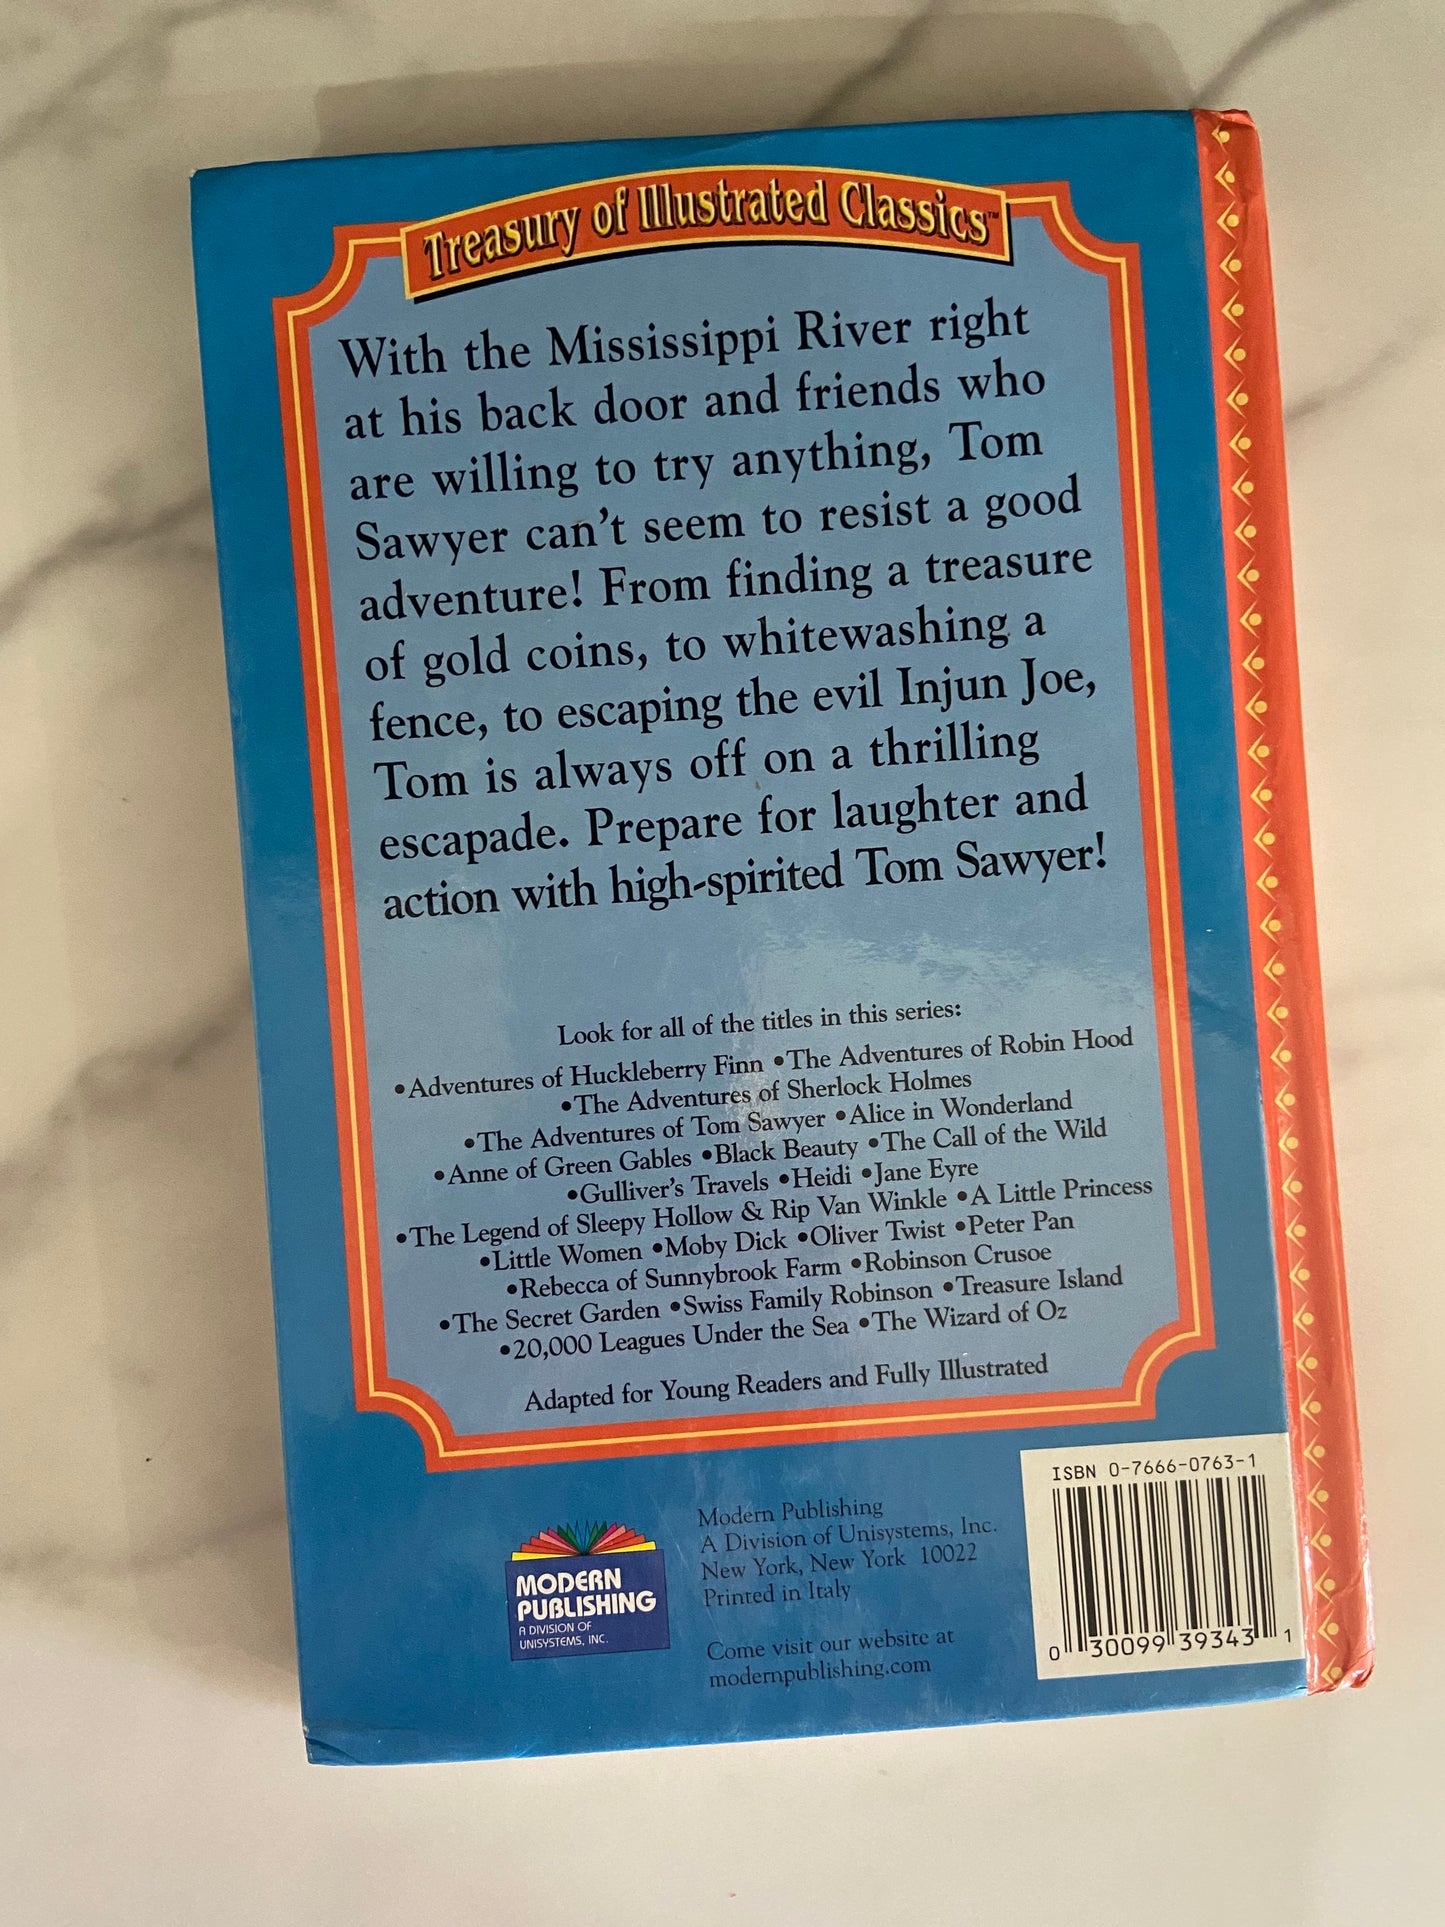 Treasury of Illustrated Classics™
With the Mississippi River right
at his back door and friends who
are willing to try anything, Tom
Sawyer can't seem to resist a good
adventure! From finding a treasure
of gold coins, to whitewashing a
fence, to escaping the evil Injun Joe,
Tom is always off on a thrilling
escapade. Prepare for laughter and
action with high-spirited Tom Sawyer!
Look for all of the titles in this series:
•Adventures of Huckleberry Finn •The Adventures of Robin Hood
•The Adventures of Sherlock Holmes
•The Adventures of Tom Sawyer •Alice in Wonderland
•Anne of Green Gables •Black Beauty •The Call of the Wild
•Gulliver's Travels •Heidi •Jane Eyre
•The Legend of Sleepy Hollow & Rip Van Winkle •A Little Princess
•Little Women •Moby Dick •Oliver Twist •Peter Pan
•Rebecca of Sunnybrook Farm •Robinson Crusoe
•The Secret Garden •Swiss Family Robinson •Treasure Island
•20,000 Leagues Under the Sea •The Wizard of Oz
Adapted for Young Readers and Fully Illustrated
MODERN
PUBLISHING
A DIVISION OF
UNISYSTEMS, INC.
Modern Publishing
A Division of Unisystems, Inc.
New York, New York 10022
Printed in Italy
Come visit our website at
modernpublishing.com
ISBN 0-7666-0763-1
0 30099 39343 1